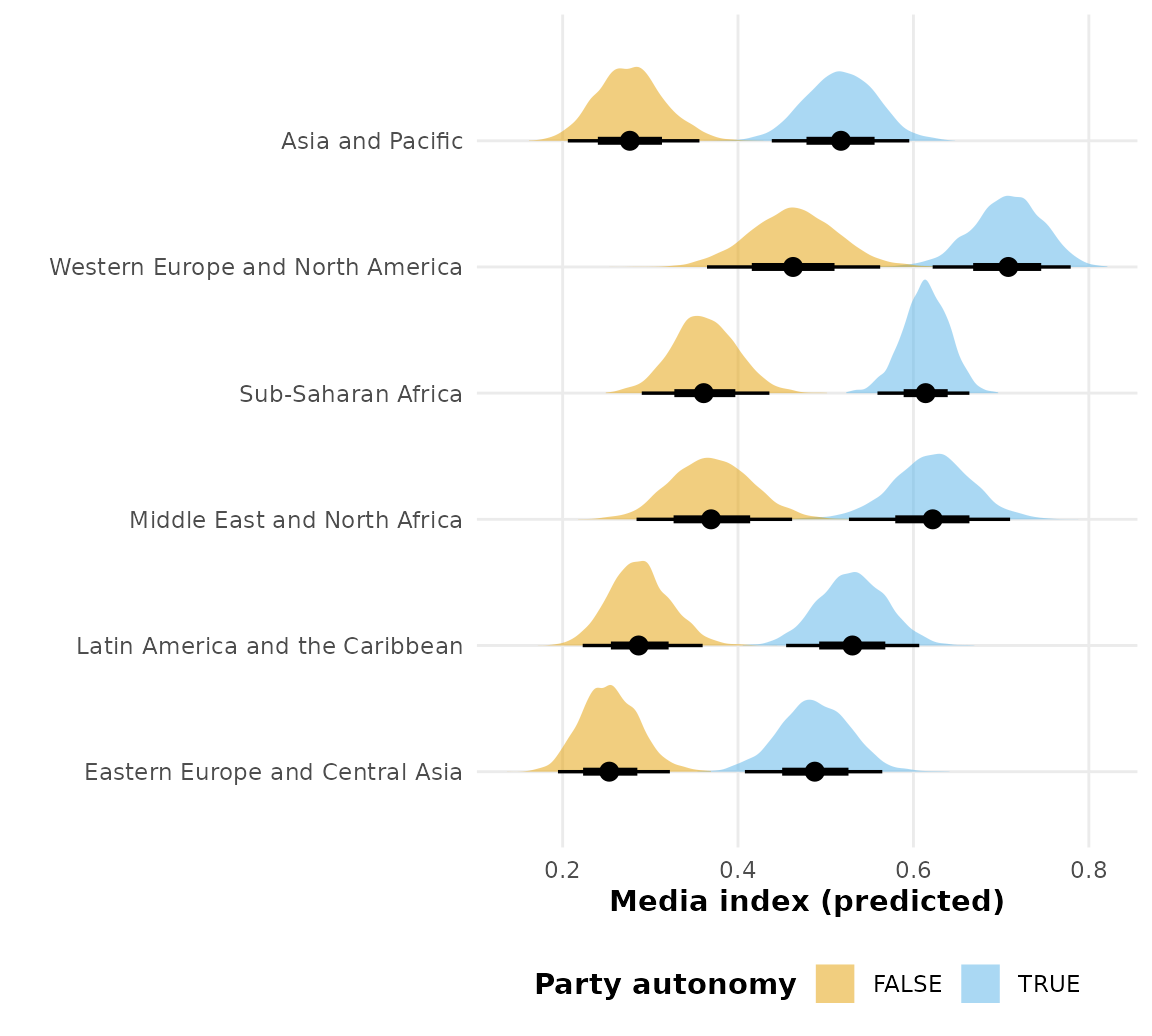 Asia and Pacific
Western Europe and North America
Sub-Saharan Africa
Middle East and North Africa
Latin America and the Caribbean
Eastern Europe and Central Asia
0.2 0.4 0.6 0.8
Media index (predicted)
Party autonomy FALSE TRUE